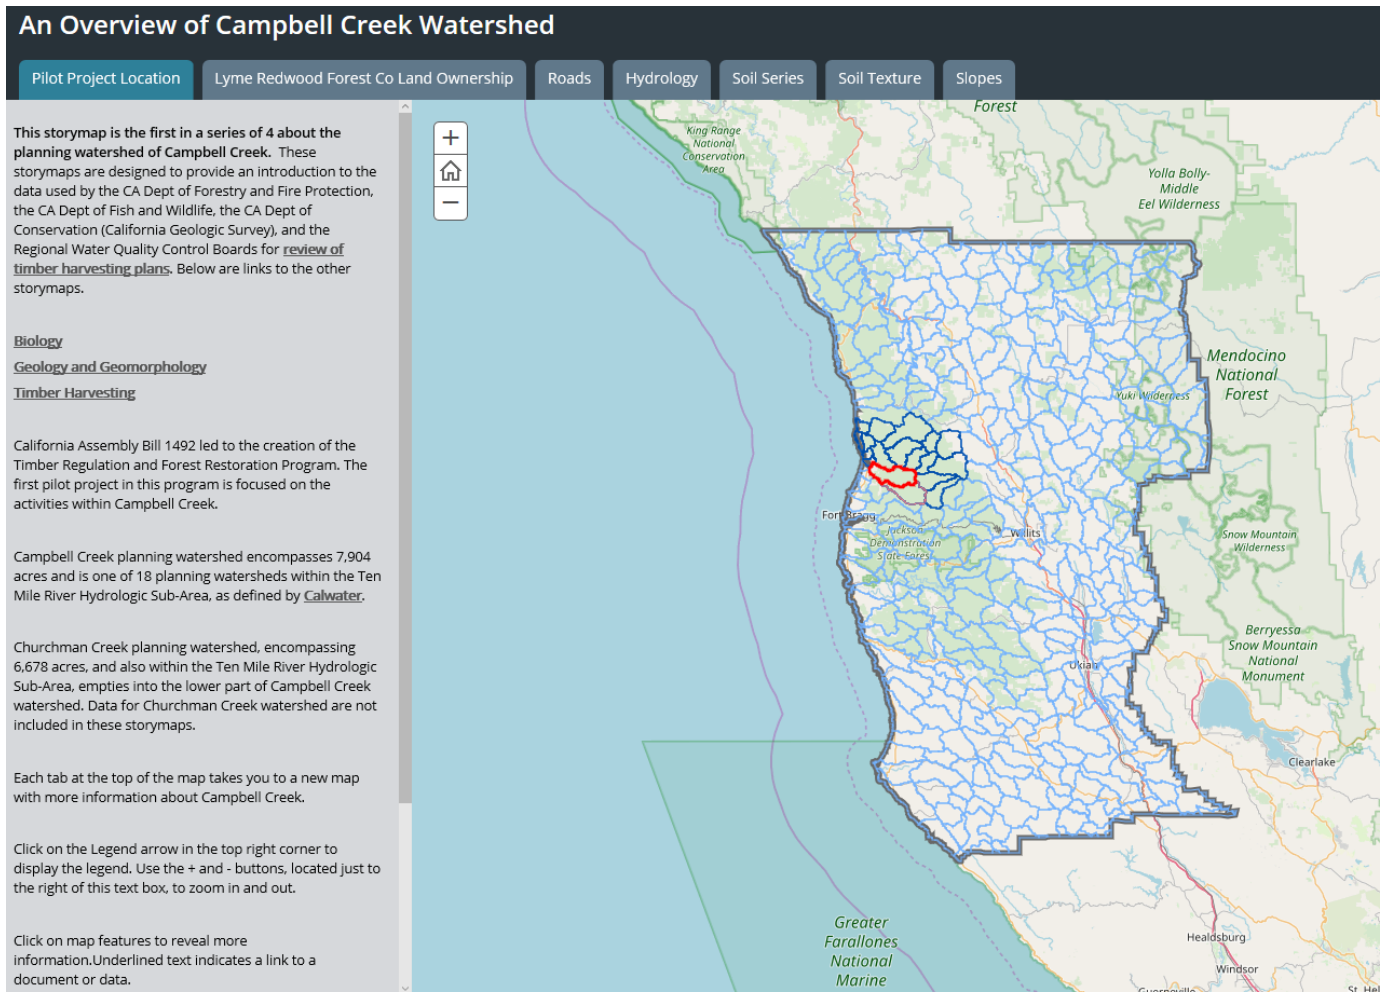 An Overview of Campbell Creek Watershed
Pilot Project Location
Lyme Redwood Forest Co Land Ownership
Roads
Hydrology
Soil Series
Soil Texture
Slopes
This storymap is the first in a series of 4 about the
planning watershed of Campbell Creek. These
storymaps are designed to provide an introduction to the
data used by the CA Dept of Forestry and Fire Protection,
the CA Dept of Fish and Wildlife, the CA Dept of
Conservation (California Geologic Survey), and the
Regional Water Quality Control Boards for review of
timber harvesting plans. Below are links to the other
storymaps.
Biology
Geology and Geomorphology
Timber Harvesting
California Assembly Bill 1492 led to the creation of the
Timber Regulation and Forest Restoration Program. The
first pilot project in this program is focused on the
activities within Campbell Creek.
Campbell Creek planning watershed encompasses 7,904
acres and is one of 18 planning watersheds within the Ten
Mile River Hydrologic Sub-Area, as defined by Calwater.
Churchman Creek planning watershed, encompassing
6,678 acres, and also within the Ten Mile River Hydrologic
Sub-Area, empties into the lower part of Campbell Creek
watershed. Data for Churchman Creek watershed are not
included in these storymaps.
Each tab at the top of the map takes you to a new map
with more information about Campbell Creek.
Click on the Legend arrow in the top right corner to
display the legend. Use the + and - buttons, located just to
the right of this text box, to zoom in and out.
Click on map features to reveal more
information.Underlined text indicates a link to a
document or data.
+
−
Forest
King Range
National
Conservation
Area
Yolla Bolly-
Middle
Eel Wilderness
Mendocino
National
Forest
Yuki Wilderness
Fort Bragg
Jackson
Demonstration
State Forest
Willits
Snow Mountain
Wilderness
Berryessa
Snow Mountain
National
Monument
Ukiah
Clearlake
Greater
Farallones
National
Marine
Healdsburg
Windsor
Guerneville
St. Hel